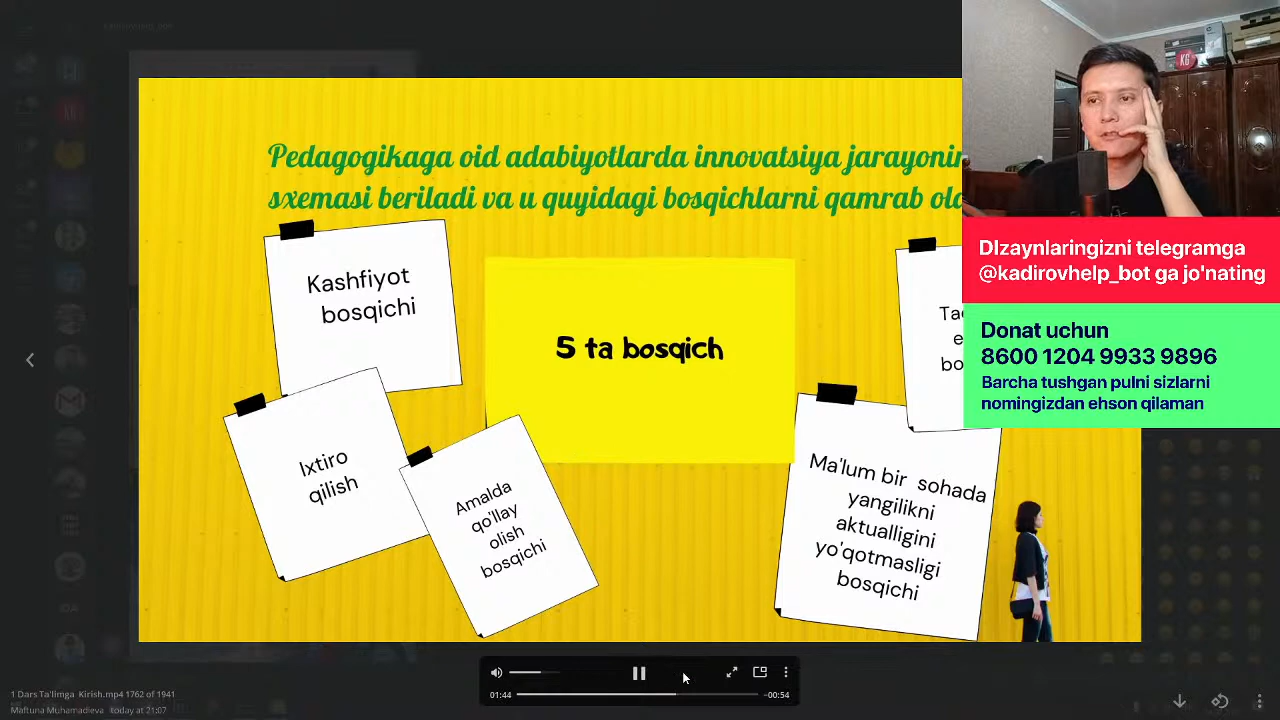 Pedagogikaga oid adabiyotlarda innovatsiya
sxemasi beriladi va u quyidagi bosqichlarni qamrab
Kashfiyot
bosqichi
5 ta bosqich
Ixtiro
qilish
Amalda
qo'llay
olish
bosqichi
Ma'lum bir sohada
yangilikni
aktualligini
yo'qotmasligi
bosqichi
KG
DIzaynlaringizni telegramga
@kadirovhelp_bot ga jo'nating
Donat uchun
8600 1204 9933 9896
Barcha tushgan pulni sizlarni
nomingizdan ehson qilaman
01:44
−00:54
1 Dars Ta'limga Kirish.mp4 1762 of 1941
Maftuna Muhamadieva today at 21:07